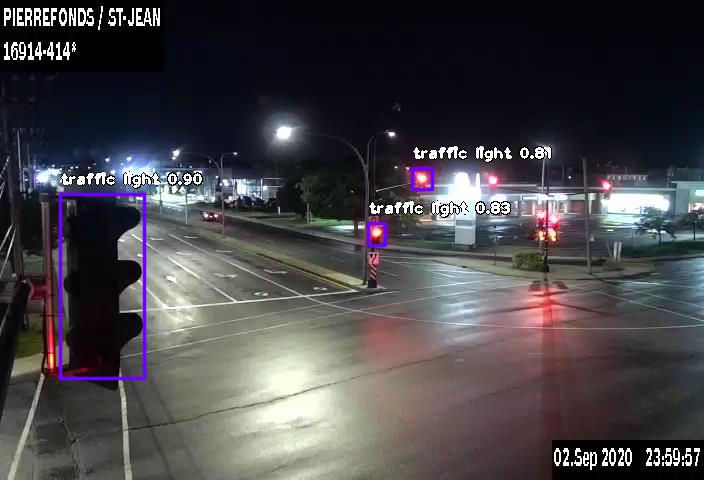 PIERREFONDS / ST-JEAN
16914-414*
traffic light 0.81
traffic light 0.90
traffic light 0.83
02.Sep 2020 23:59:57